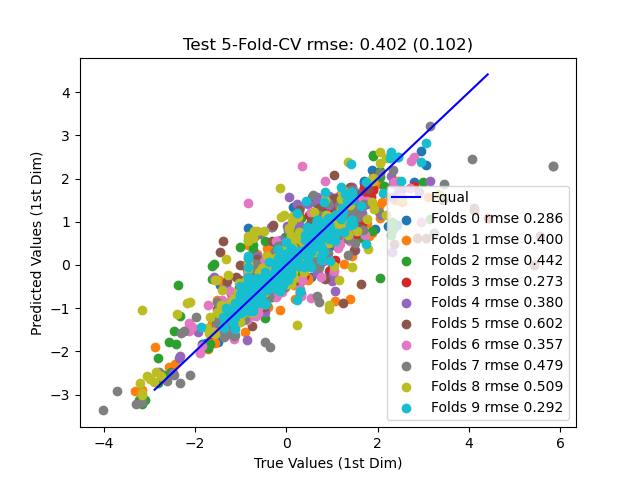 Test 5-Fold-CV rmse: 0.402 (0.102)
Predicted Values (1st Dim)
4
3
2
1
0
−1
−2
−3
−4
−2
0
2
4
6
True Values (1st Dim)
Equal
Folds 0 rmse 0.286
Folds 1 rmse 0.400
Folds 2 rmse 0.442
Folds 3 rmse 0.273
Folds 4 rmse 0.380
Folds 5 rmse 0.602
Folds 6 rmse 0.357
Folds 7 rmse 0.479
Folds 8 rmse 0.509
Folds 9 rmse 0.292